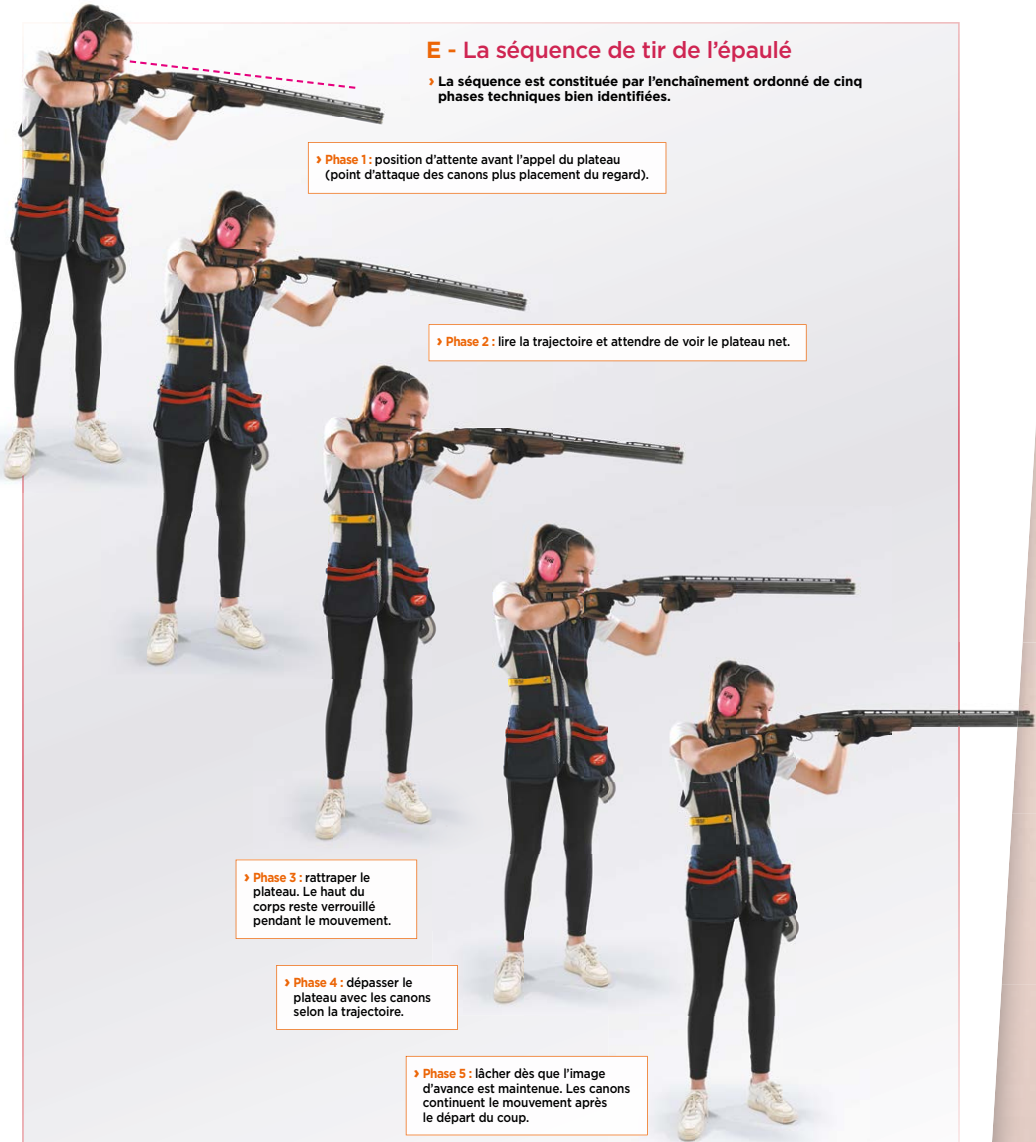 E - La séquence de tir de l'épaulé
› La séquence est constituée par l'enchaînement ordonné de cinq
phases techniques bien identifiées.
› Phase 1 : position d'attente avant l'appel du plateau
(point d'attaque des canons plus placement du regard).
› Phase 2 : lire la trajectoire et attendre de voir le plateau net.
› Phase 3 : rattraper le
plateau. Le haut du
corps reste verrouillé
pendant le mouvement.
› Phase 4 : dépasser le
plateau avec les canons
selon la trajectoire.
› Phase 5 : lâcher dès que l'image
d'avance est maintenue. Les canons
continuent le mouvement après
le départ du coup.